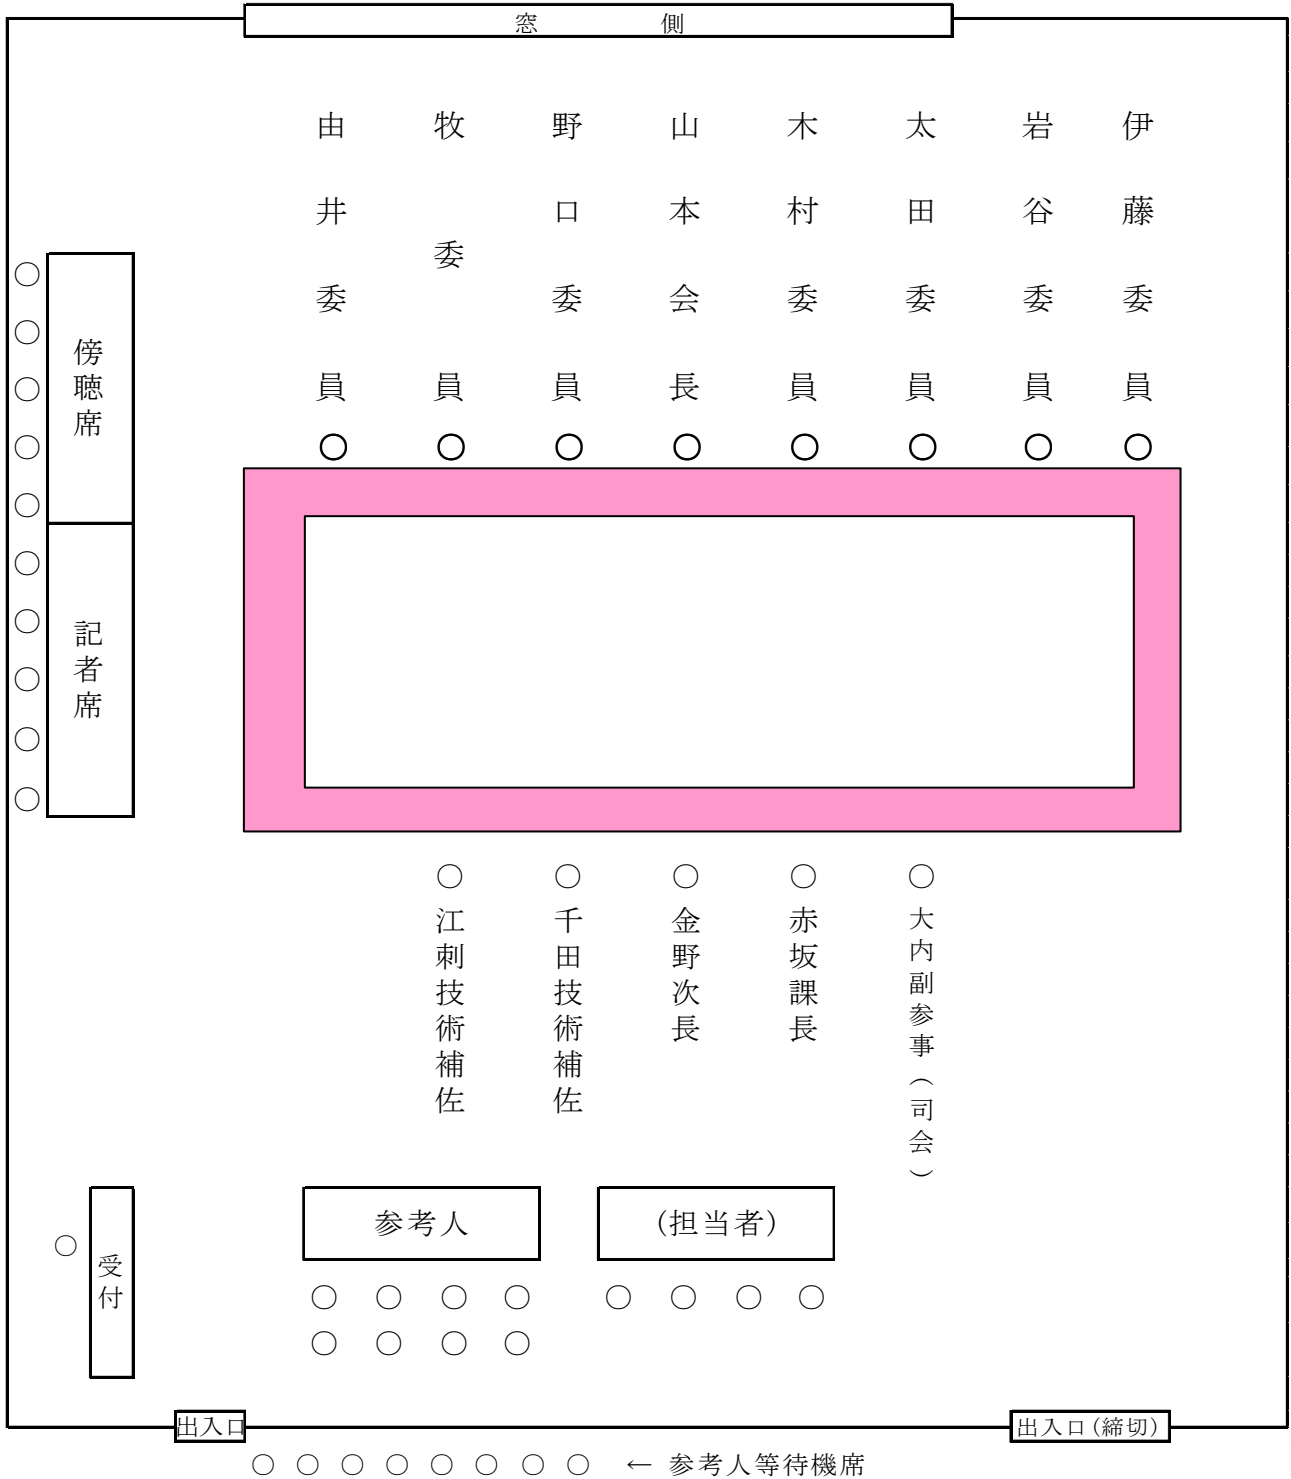 窓側
由井委員
牧委員
野口委員
山本会長
木村委員
太田委員
岩谷委員
伊藤委員
傍聴席
記者席
江刺技術補佐
千田技術補佐
金野次長
赤坂課長
大内副参事(司会)
参考人
(担当者)
受付
出入口
出入口(締切)
← 参考人等待機席